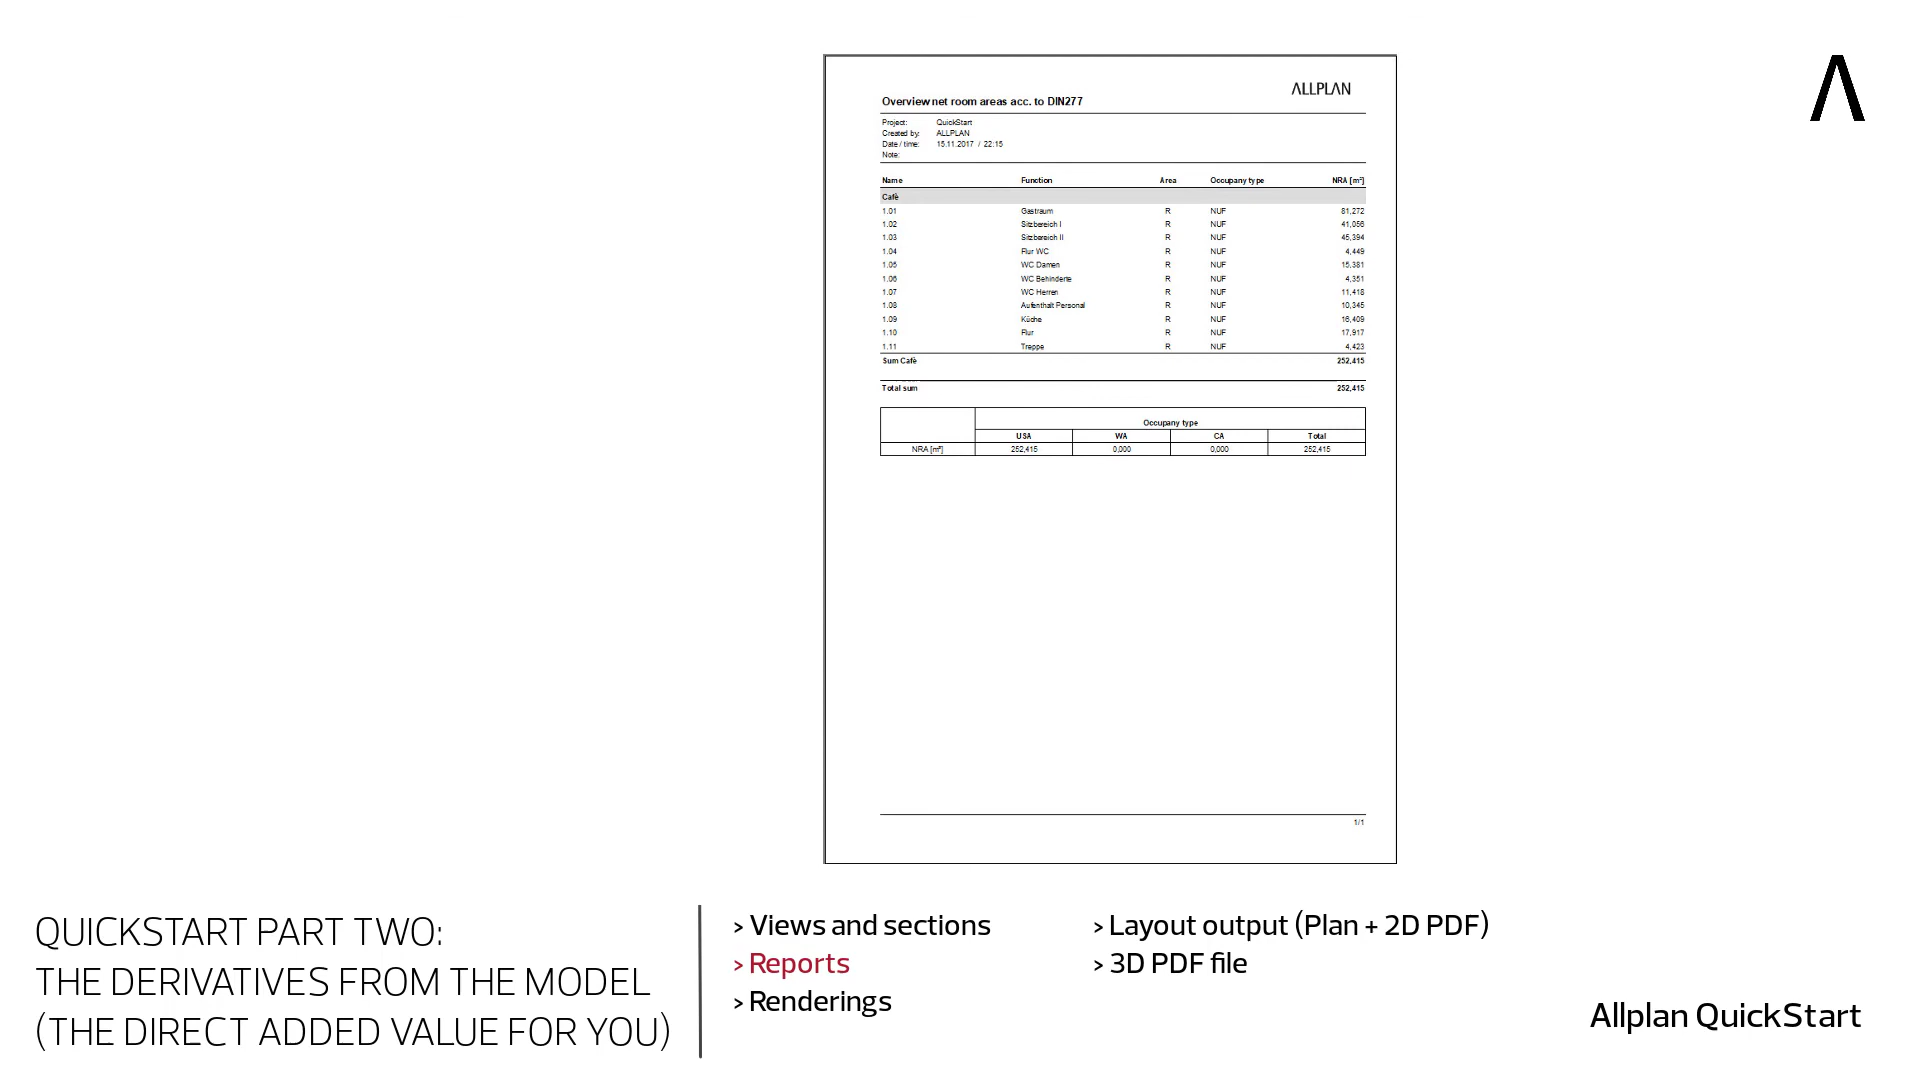 ALLPLAN
Overview net room areas acc. to DIN277
Project: QuickStart
Created by: ALLPLAN
Date / time: 15.11.2017 / 22:15
Note:
Name Function Area Occupany type NRA [m²]
Cafè
1.01 Gastraum R NUF 81,272
1.02 Sitzbereich I R NUF 41,056
1.03 Sitzbereich II R NUF 45,394
1.04 Flur WC R NUF 4,449
1.05 WC Damen R NUF 15,381
1.06 WC Behinderte R NUF 4,351
1.07 WC Herren R NUF 11,418
1.08 Aufenthalt Personal R NUF 10,345
1.09 Küche R NUF 16,409
1.10 Flur R NUF 17,917
1.11 Treppe R NUF 4,423
Sum Cafè 252,415
Total sum 252,415
Occupany type
USA WA CA Total
NRA [m²] 252,415 0,000 0,000 252,415
1/1
QUICKSTART PART TWO:
THE DERIVATIVES FROM THE MODEL
(THE DIRECT ADDED VALUE FOR YOU)
> Views and sections
> Reports
> Renderings
> Layout output (Plan + 2D PDF)
> 3D PDF file
Allplan QuickStart